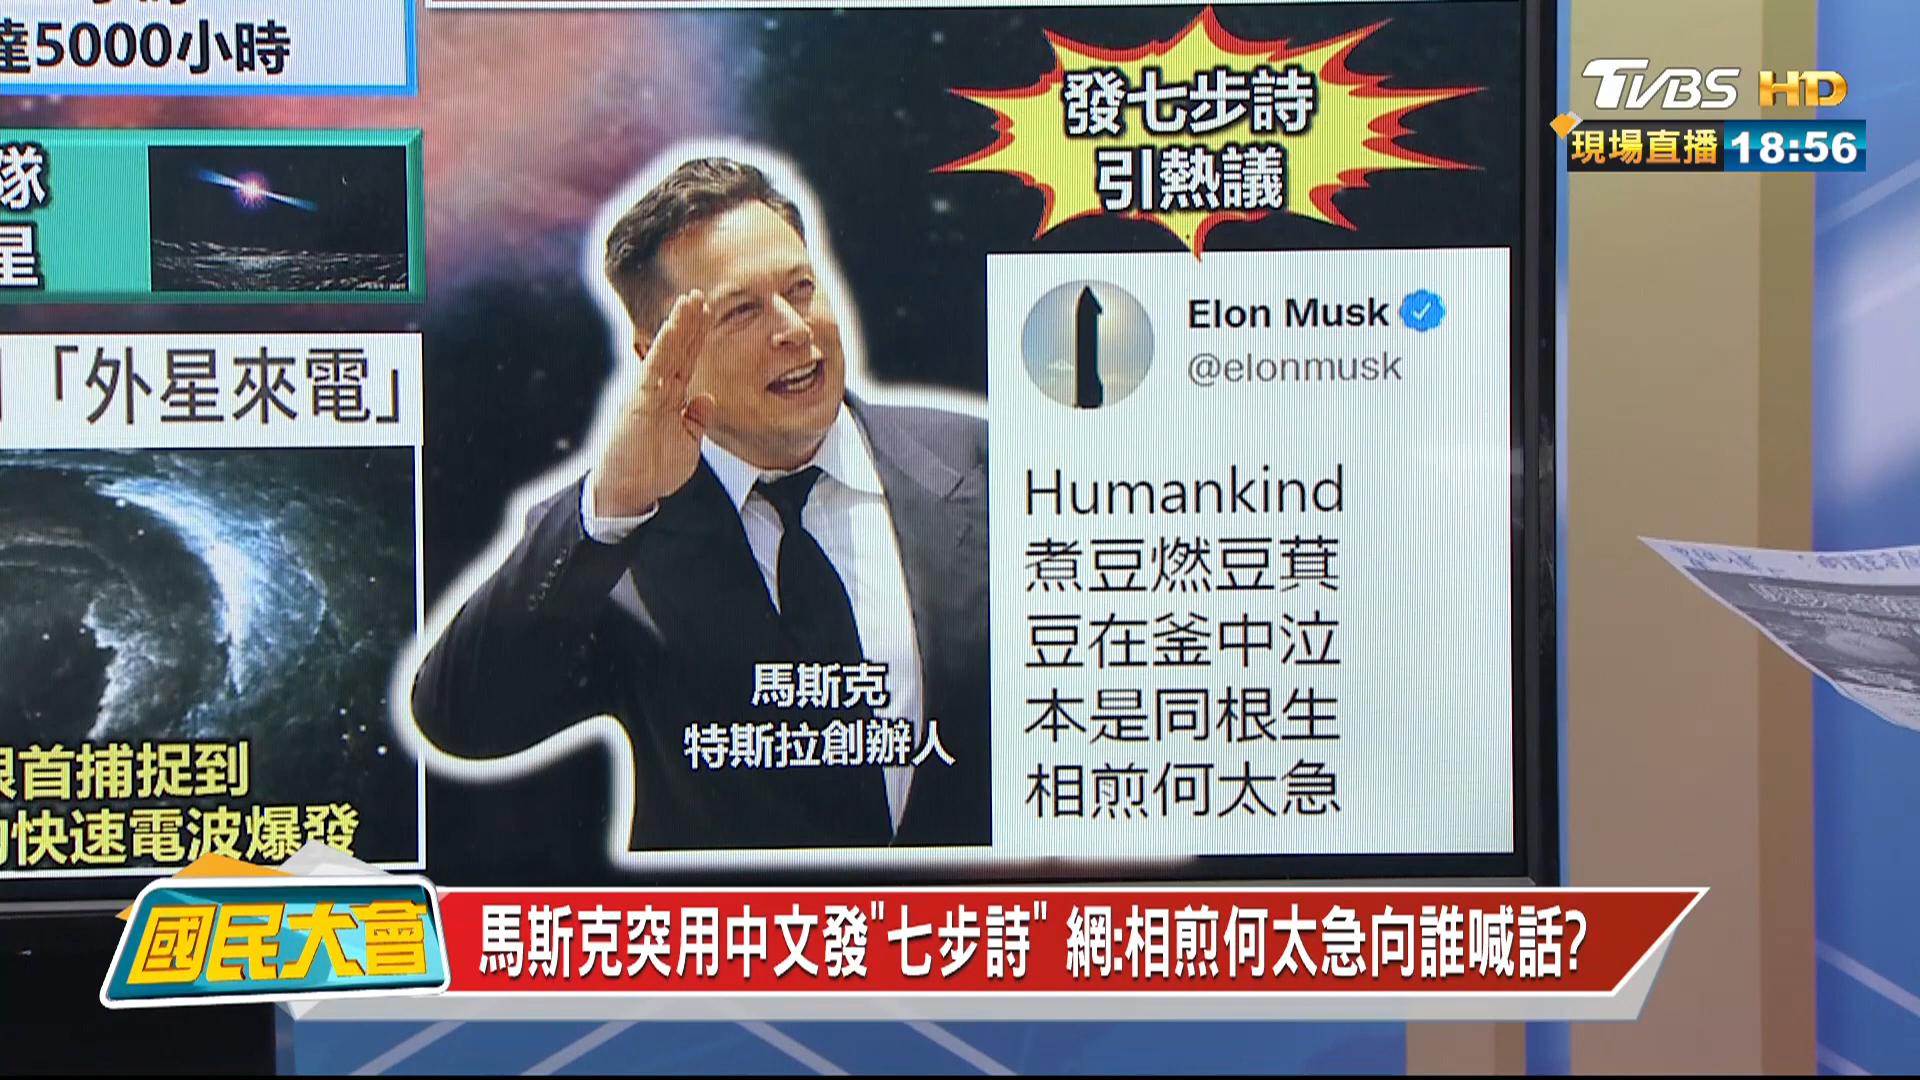 達5000小時
隊
星
「外星來電」
眼首捕捉到
的快速電波爆發
發七步詩
引熱議
馬斯克
特斯拉創辦人
Elon Musk
@elonmusk
Humankind
煮豆燃豆萁
豆在釜中泣
本是同根生
相煎何太急
TVBS HD
現場直播 18:56
國民大會
馬斯克突用中文發"七步詩" 網:相煎何太急向誰喊話?